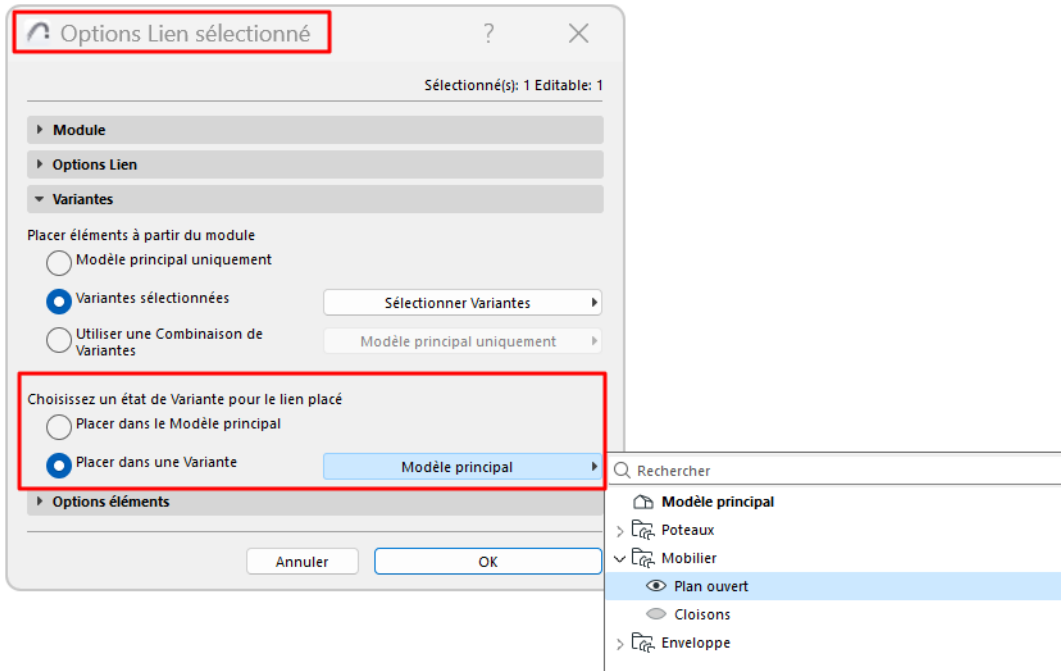 Options Lien sélectionné
?
Sélectionné(s): 1 Editable: 1
Module
Options Lien
Variantes
Placer éléments à partir du module
Modèle principal uniquement
Variantes sélectionnées
Sélectionner Variantes
Utiliser une Combinaison de
Variantes
Modèle principal uniquement
Choisissez un état de Variante pour le lien placé
Placer dans le Modèle principal
Placer dans une Variante
Modèle principal
Options éléments
Annuler
OK
Rechercher
Modèle principal
Poteaux
Mobilier
Plan ouvert
Cloisons
Enveloppe